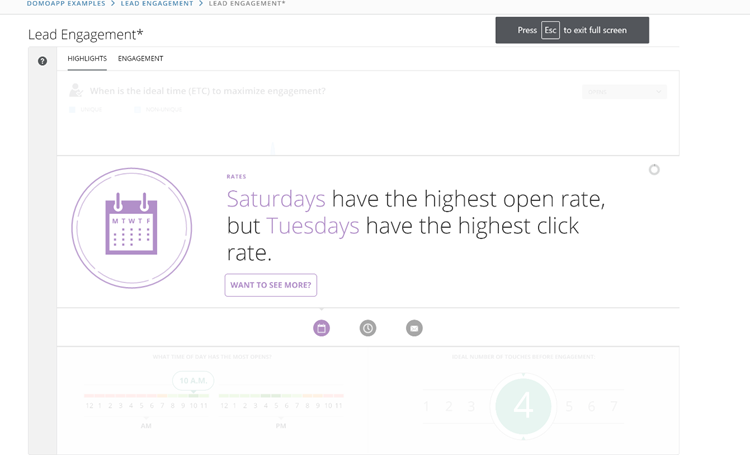 DOMOAPP EXAMPLES > LEAD ENGAGEMENT > LEAD ENGAGEMENT*
Press Esc to exit full screen
Lead Engagement*
?
HIGHLIGHTS ENGAGEMENT
When is the ideal time (ETC) to maximize engagement?
UNIQUE
RATES
Saturdays have the highest open rate,
but Tuesdays have the highest click
rate.
M T W T F
WANT TO SEE MORE?
WHAT TIME OF DAY HAS THE MOST OPENS?
IDEAL NUMBER OF TOUCHES BEFORE ENGAGEMENT
10 A.M.
12 1 2 3 4 5 6 7 8 9 10 11 12 1 2 3 4 5 6 7 8 9 10 11
1 2 3 4 5 6 7
AM PM